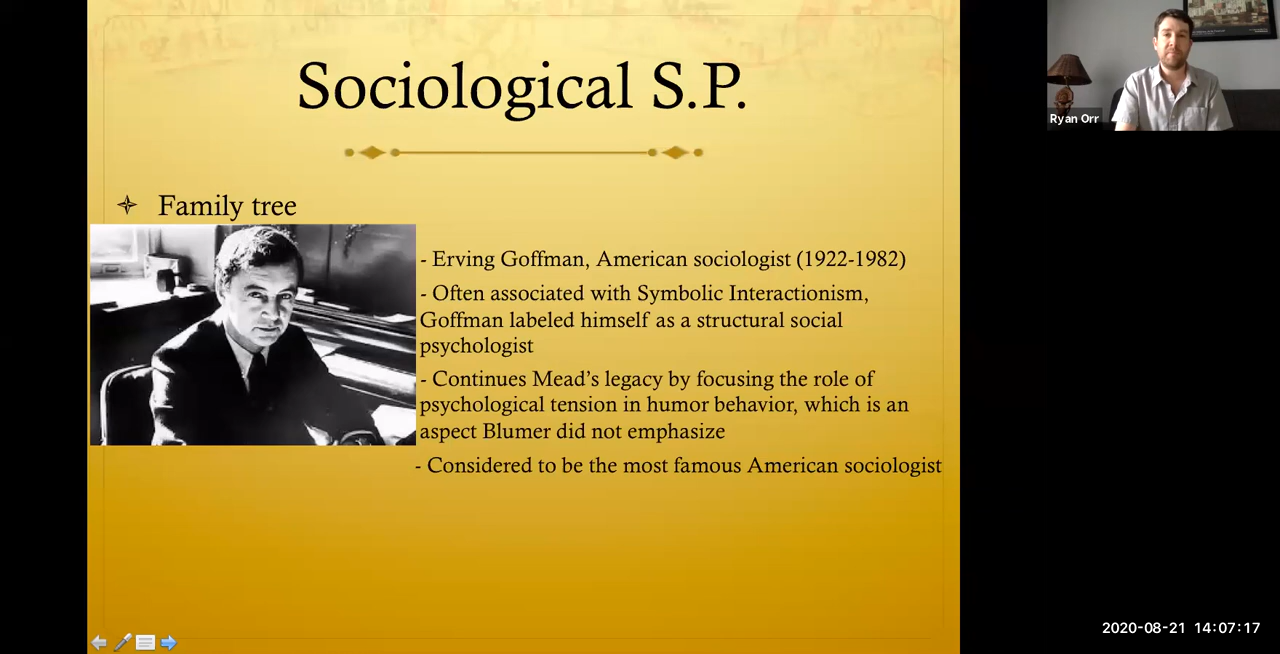 Sociological S.P.
Family tree
- Erving Goffman, American sociologist (1922-1982)
- Often associated with Symbolic Interactionism,
Goffman labeled himself as a structural social
psychologist
- Continues Mead’s legacy by focusing the role of
psychological tension in humor behavior, which is an
aspect Blumer did not emphasize
- Considered to be the most famous American sociologist
Ryan Orr
2020-08-21 14:07:17